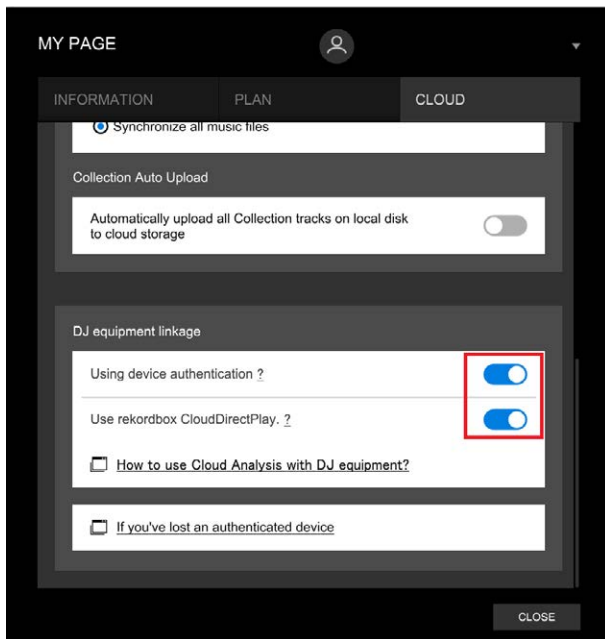 MY PAGE
INFORMATION PLAN CLOUD
Synchronize all music files
Collection Auto Upload
Automatically upload all Collection tracks on local disk
to cloud storage
DJ equipment linkage
Using device authentication ?
Use rekordbox CloudDirectPlay. ?
How to use Cloud Analysis with DJ equipment?
If you've lost an authenticated device
CLOSE